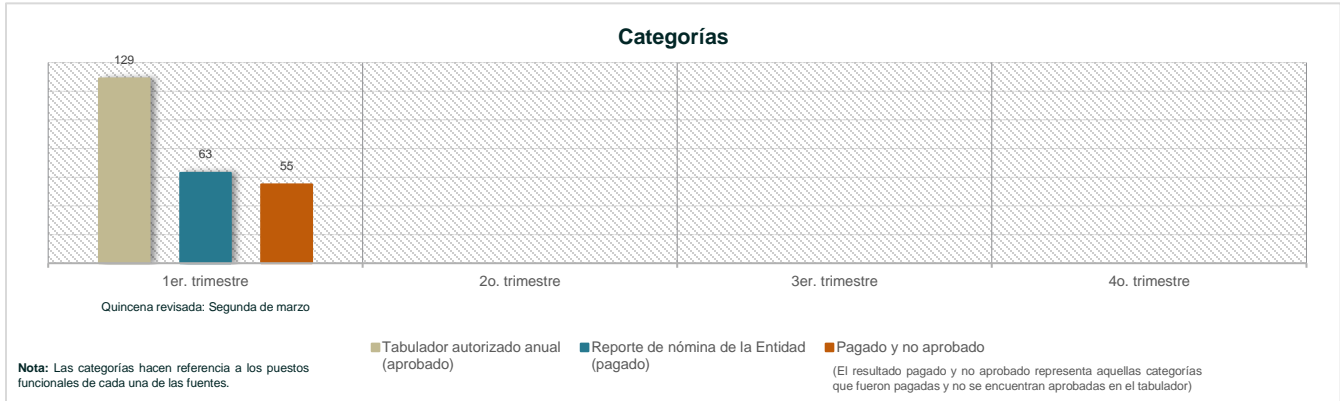 Categorías
129
63
55
1er. trimestre
2o. trimestre
3er. trimestre
4o. trimestre
Quincena revisada: Segunda de marzo
Tabulador autorizado anual
(aprobado)
Reporte de nómina de la Entidad
(pagado)
Pagado y no aprobado
(El resultado pagado y no aprobado representa aquellas categorías
que fueron pagadas y no se encuentran aprobadas en el tabulador)
Nota: Las categorías hacen referencia a los puestos
funcionales de cada una de las fuentes.